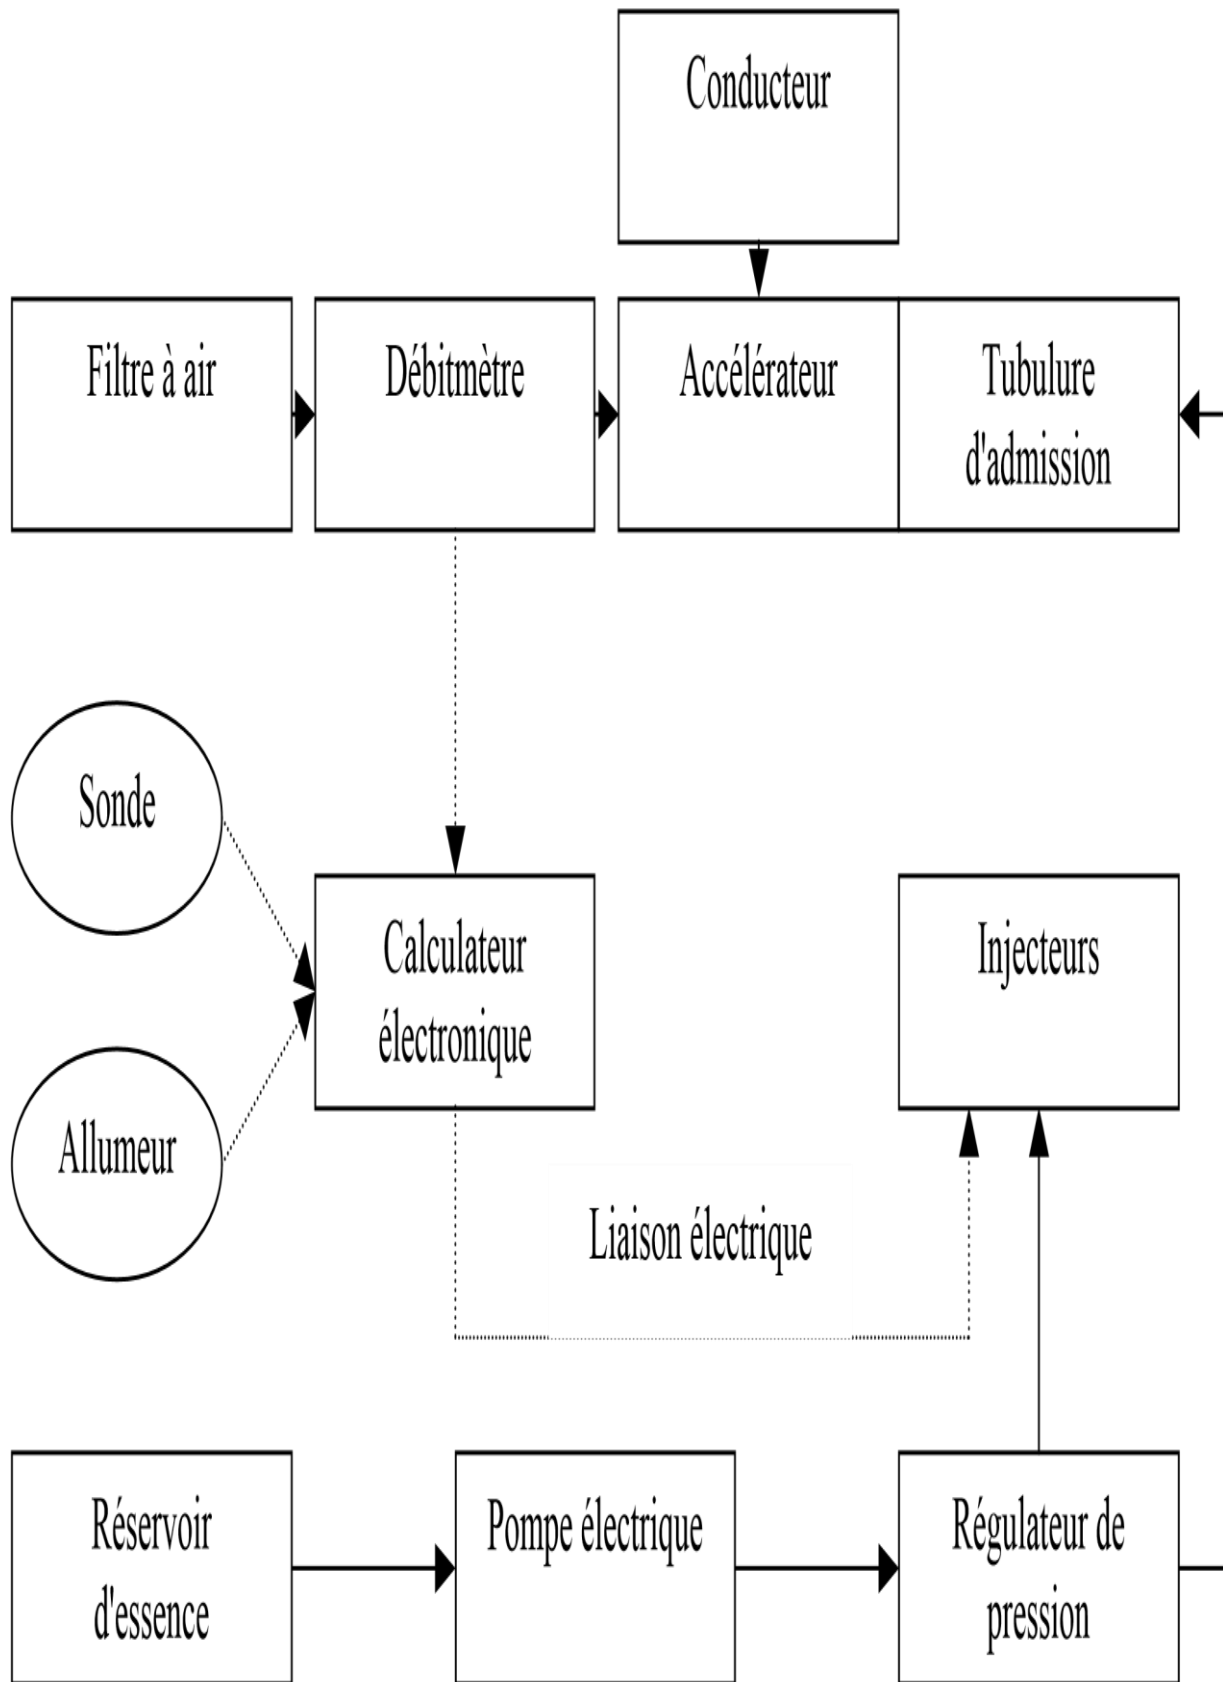 Conducteur
Filtre à air
Débitmètre
Accélérateur
Tubulure
d'admission
Sonde
Calculateur
électronique
Injecteurs
Allumeur
Liaison électrique
Réservoir
d'essence
Pompe électrique
Régulateur de
pression